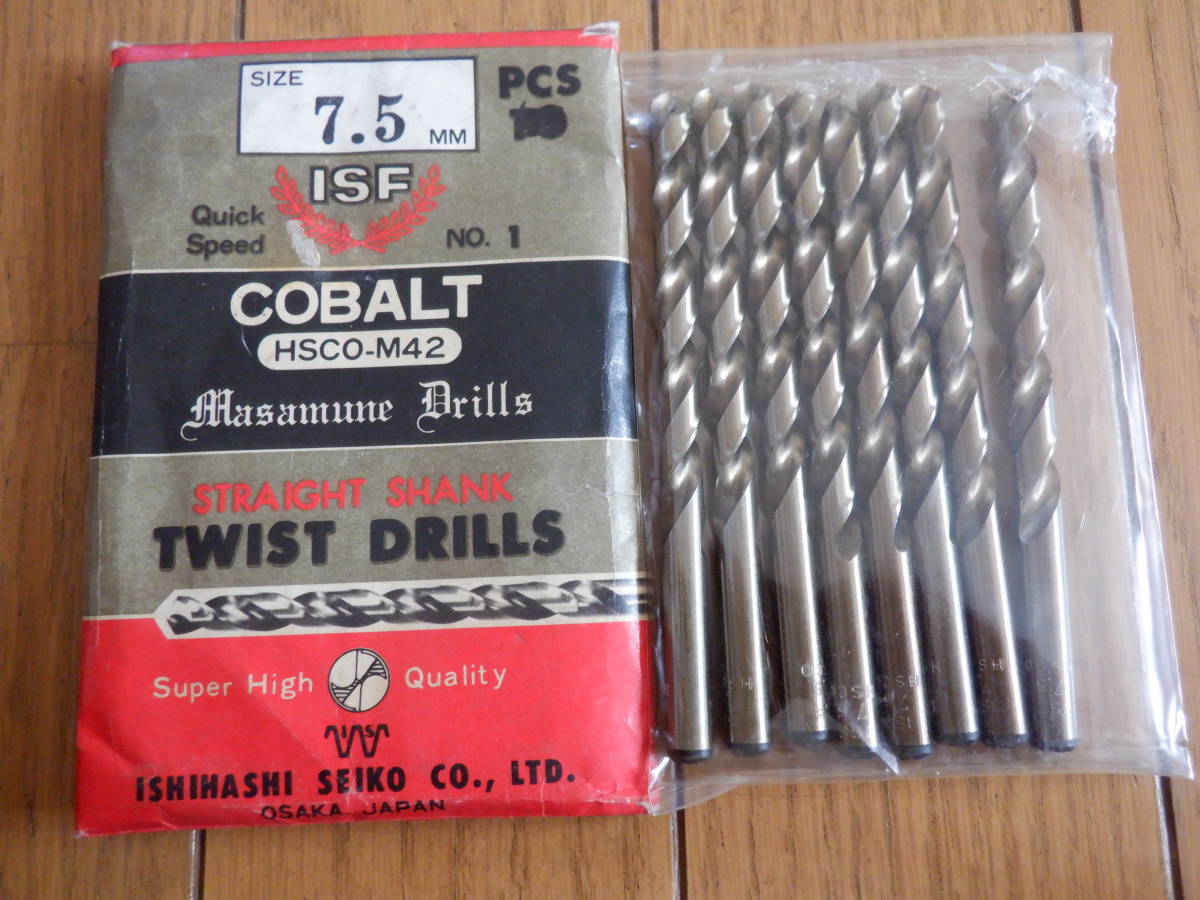 SIZE
7.5 MM
PCS
10
ISF
Quick
Speed
NO. 1
COBALT
HSCO-M42
Masamune Drills
STRAIGHT SHANK
TWIST DRILLS
Super High Quality
ISHIHASHI SEIKO CO., LTD.
OSAKA JAPAN